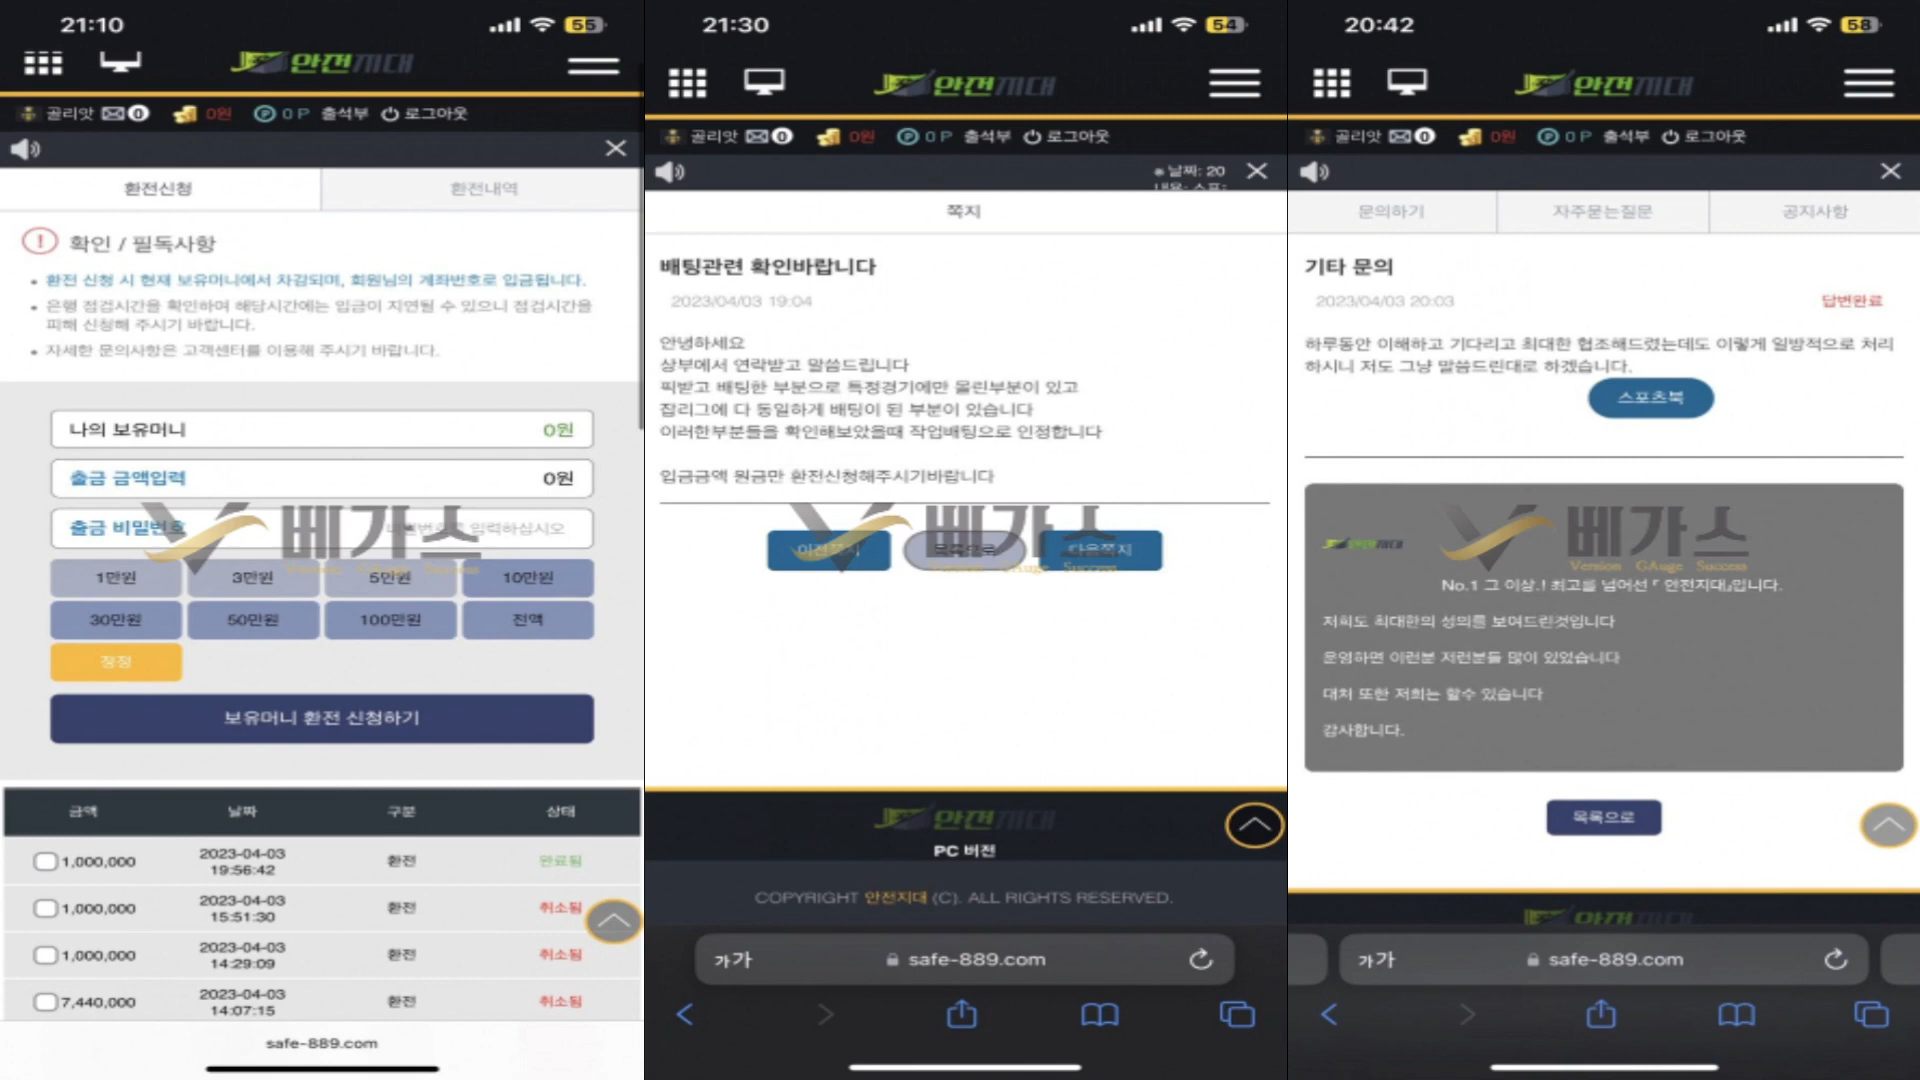 21:10
55
안전지대
골리앗
0
0원
0 P
출석부
로그아웃
환전신청
환전내역
확인 / 필독사항
환전 신청 시 현재 보유머니에서 차감되며, 회원님의 계좌번호로 입금됩니다.
은행 점검시간을 확인하여 해당시간에는 입금이 지연될 수 있으니 점검시간을
피해 신청해 주시기 바랍니다.
자세한 문의사항은 고객센터를 이용해 주시기 바랍니다.
나의 보유머니
0원
출금 금액입력
0원
출금 비밀번호
입력하십시오
베가스
1만원
3만원
5만원
10만원
30만원
50만원
100만원
전액
정정
보유머니 환전 신청하기
금액
날짜
구분
상태
1,000,000
2023-04-03
19:56:42
환전
완료됨
1,000,000
2023-04-03
15:51:30
환전
취소됨
1,000,000
2023-04-03
14:29:09
환전
취소됨
7,440,000
2023-04-03
14:07:15
환전
취소됨
safe-889.com
21:30
54
안전지대
골리앗
0
0원
0 P
출석부
로그아웃
날짜: 20
쪽지
배팅관련 확인바랍니다
2023/04/03 19:04
안녕하세요
상부에서 연락받고 말씀드립니다
픽받고 배팅한 부분으로 특정경기에만 몰린부분이 있고
잡리그에 다 동일하게 배팅이 된 부분이 있습니다
이러한부분들을 확인해보았을때 작업배팅으로 인정합니다
입금금액 원금만 환전신청해주시기바랍니다
이전쪽지
목록으로
다음쪽지
베가스
안전지대
PC 버전
COPYRIGHT 안전지대 (C). ALL RIGHTS RESERVED.
가가
safe-889.com
20:42
58
안전지대
골리앗
0
0원
0 P
출석부
로그아웃
문의하기
자주묻는질문
공지사항
기타 문의
2023/04/03 20:03
답변완료
하루동안 이해하고 기다리고 최대한 협조해드렸는데도 이렇게 일방적으로 처리
하시니 저도 그냥 말씀드린대로 하겠습니다.
스포츠북
안전지대
베가스
Version GAuge Success
No.1 그 이상.! 최고를 넘어선 『 안전지대』입니다.
저희도 최대한의 성의를 보여드린것입니다
운영하면 이런분 저런분들 많이 있었습니다
대처 또한 저희는 할수 있습니다
감사합니다.
목록으로
안전지대
가가
safe-889.com